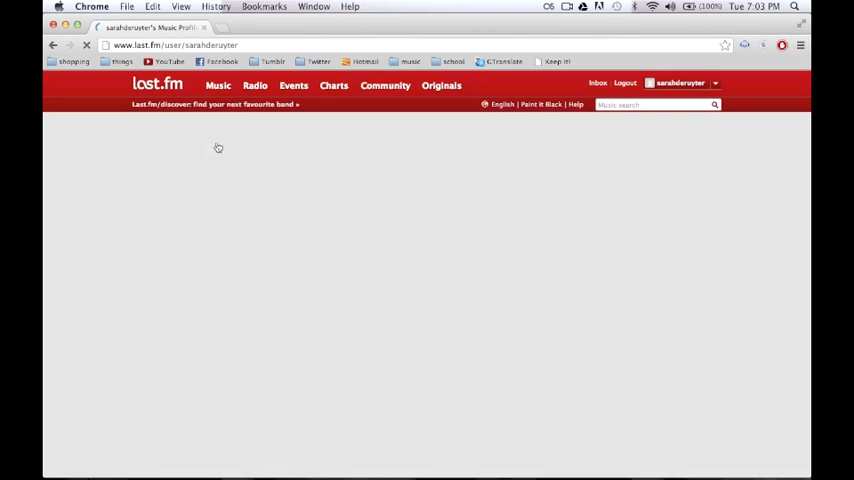 Chrome File Edit View History Bookmarks Window Help (100%) Tue 7:03 PM
sarahderuyter's Music Profil
www.last.fm/user/sarahderuyter
shopping things YouTube Facebook Tumblr Twitter Hotmail music school GTranslate Keep It!
last.fm Music Radio Events Charts Community Originals Inbox Logout sarahderuyter
Last.fm/discover: find your next favourite band » English | Paint It Black | Help Music search